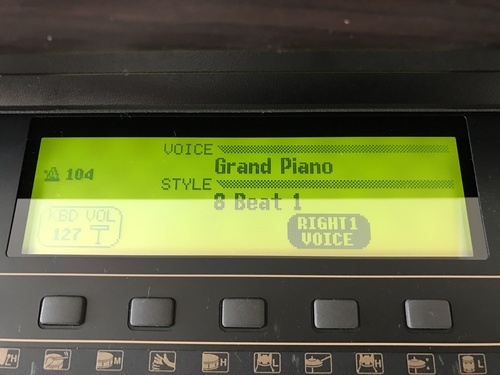 VOICE
Grand Piano
104
STYLE
8 Beat 1
KBD VOL
127
RIGHT1
VOICE
H
M
H
L
H
L